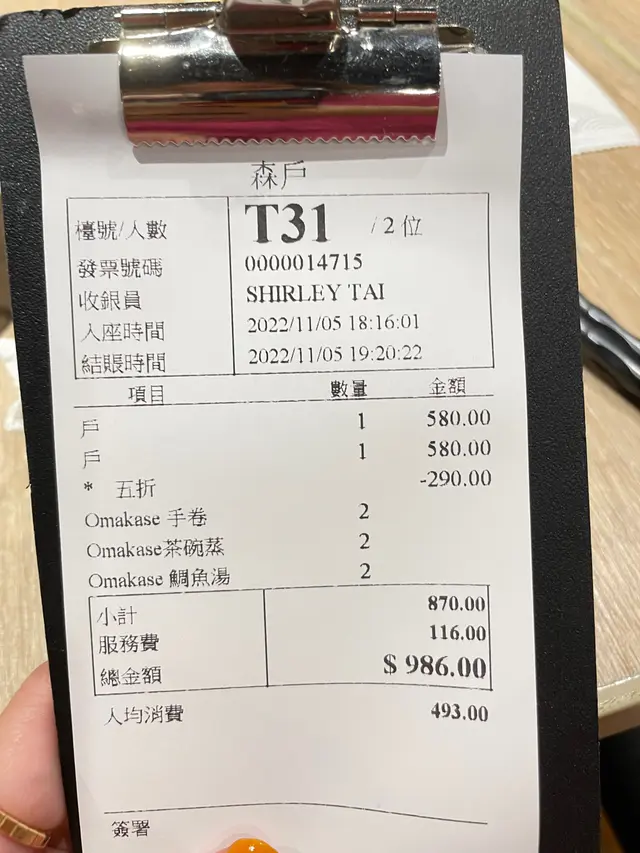 森戶
檯號/人數 T31 / 2 位
發票號碼 0000014715
收銀員 SHIRLEY TAI
入座時間 2022/11/05 18:16:01
結賬時間 2022/11/05 19:20:22
項目 數量 金額
戶 1 580.00
戶 1 580.00
* 五折 -290.00
Omakase 手卷 2
Omakase茶碗蒸 2
Omakase 鯛魚湯 2
小計 870.00
服務費 116.00
總金額 $ 986.00
人均消費 493.00
簽署